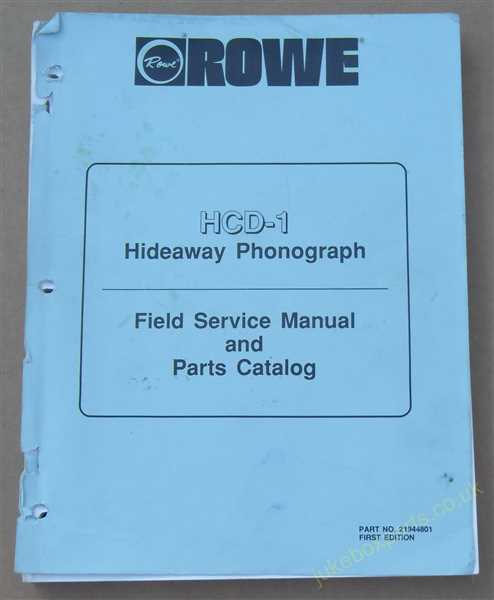 Rowe
ROWE
HCD-1
Hideaway Phonograph
Field Service Manual
and
Parts Catalog
PART NO. 21944801
FIRST EDITION
jukeboxparts.co.uk